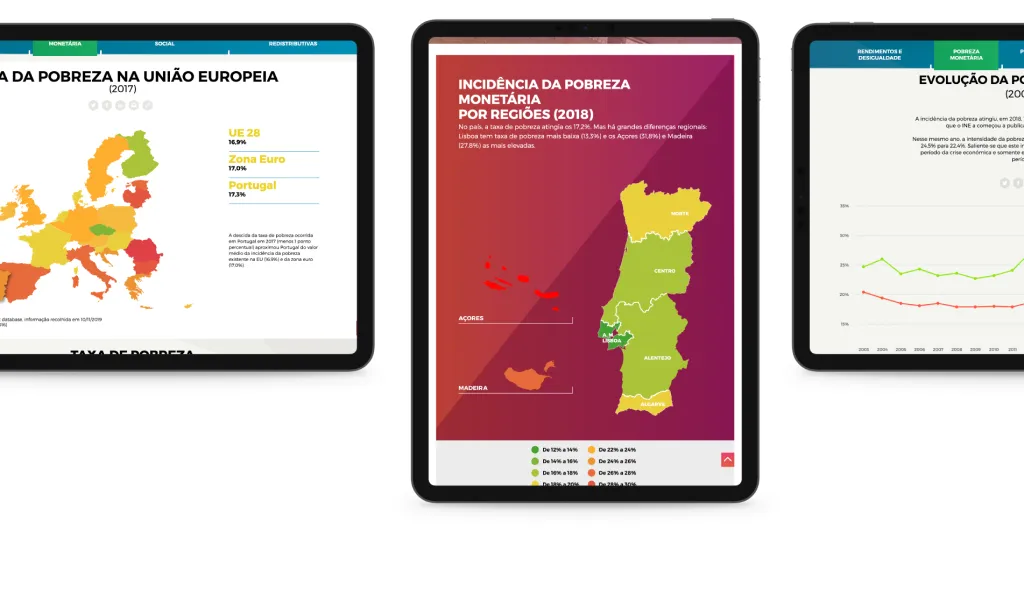 MONETÁRIA
SOCIAL
REDISTRIBUTIVAS
A DA POBREZA NA UNIÃO EUROPEIA
(2017)
UE 28
16,9%
Zona Euro
17,0%
Portugal
17,3%
A descida da taxa de pobreza ocorrida
em Portugal em 2017 (menos 1 ponto
percentual) aproximou Portugal do valor
médio da incidência da pobreza
existente na EU (16,9%) e da zona euro
(17,0%).
database. Informação recolhida em 10/11/2019
TAXA DE POBREZA
INCIDÊNCIA DA POBREZA
MONETÁRIA
POR REGIÕES (2018)
No país, a taxa de pobreza atingia os 17,2%. Mas há grandes diferenças regionais:
Lisboa tem taxa de pobreza mais baixa (13,3%) e os Açores (31,8%) e Madeira
(27,8%) as mais elevadas.
NORTE
CENTRO
A. M.
LISBOA
ALENTEJO
ALGARVE
AÇORES
MADEIRA
De 12% a 14%
De 14% a 16%
De 16% a 18%
De 18% a 20%
De 22% a 24%
De 24% a 26%
De 26% a 28%
De 28% a 30%
RENDIMENTOS E
DESIGUALDADE
POBREZA
MONETÁRIA
P
EVOLUÇÃO DA PO
(200
A incidência da pobreza atingiu, em 2018, 1
que o INE a começou a public
Nesse mesmo ano, a intensidade da pobrez
24,5% para 22,4%. Saliente-se que este in
período da crise económica e somente e
perío
35%
30%
25%
20%
15%
2003 2004 2005 2006 2007 2008 2009 2010 2011